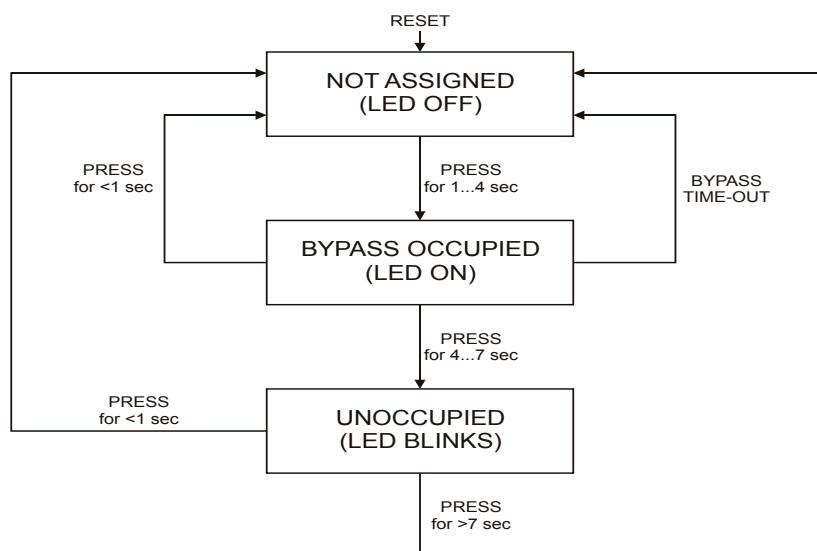 RESET
NOT ASSIGNED
(LED OFF)
PRESS
for <1 sec
PRESS
for 1...4 sec
BYPASS
TIME-OUT
BYPASS OCCUPIED
(LED ON)
PRESS
for 4...7 sec
PRESS
for <1 sec
UNOCCUPIED
(LED BLINKS)
PRESS
for >7 sec